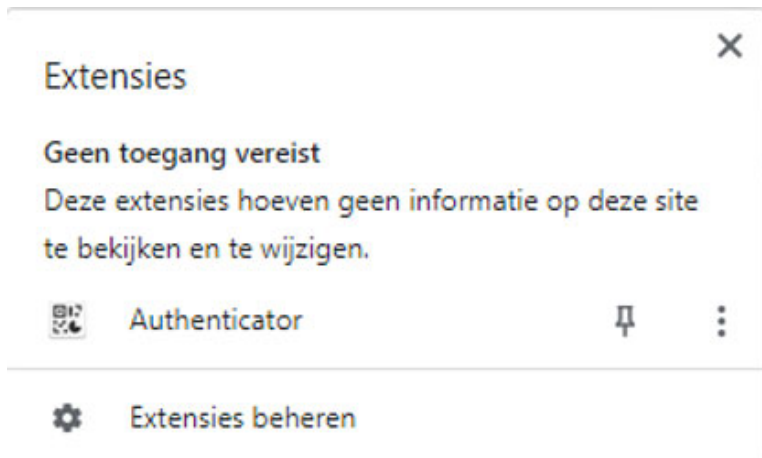 Extensies
Geen toegang vereist
Deze extensies hoeven geen informatie op deze site
te bekijken en te wijzigen.
Authenticator
Extensies beheren